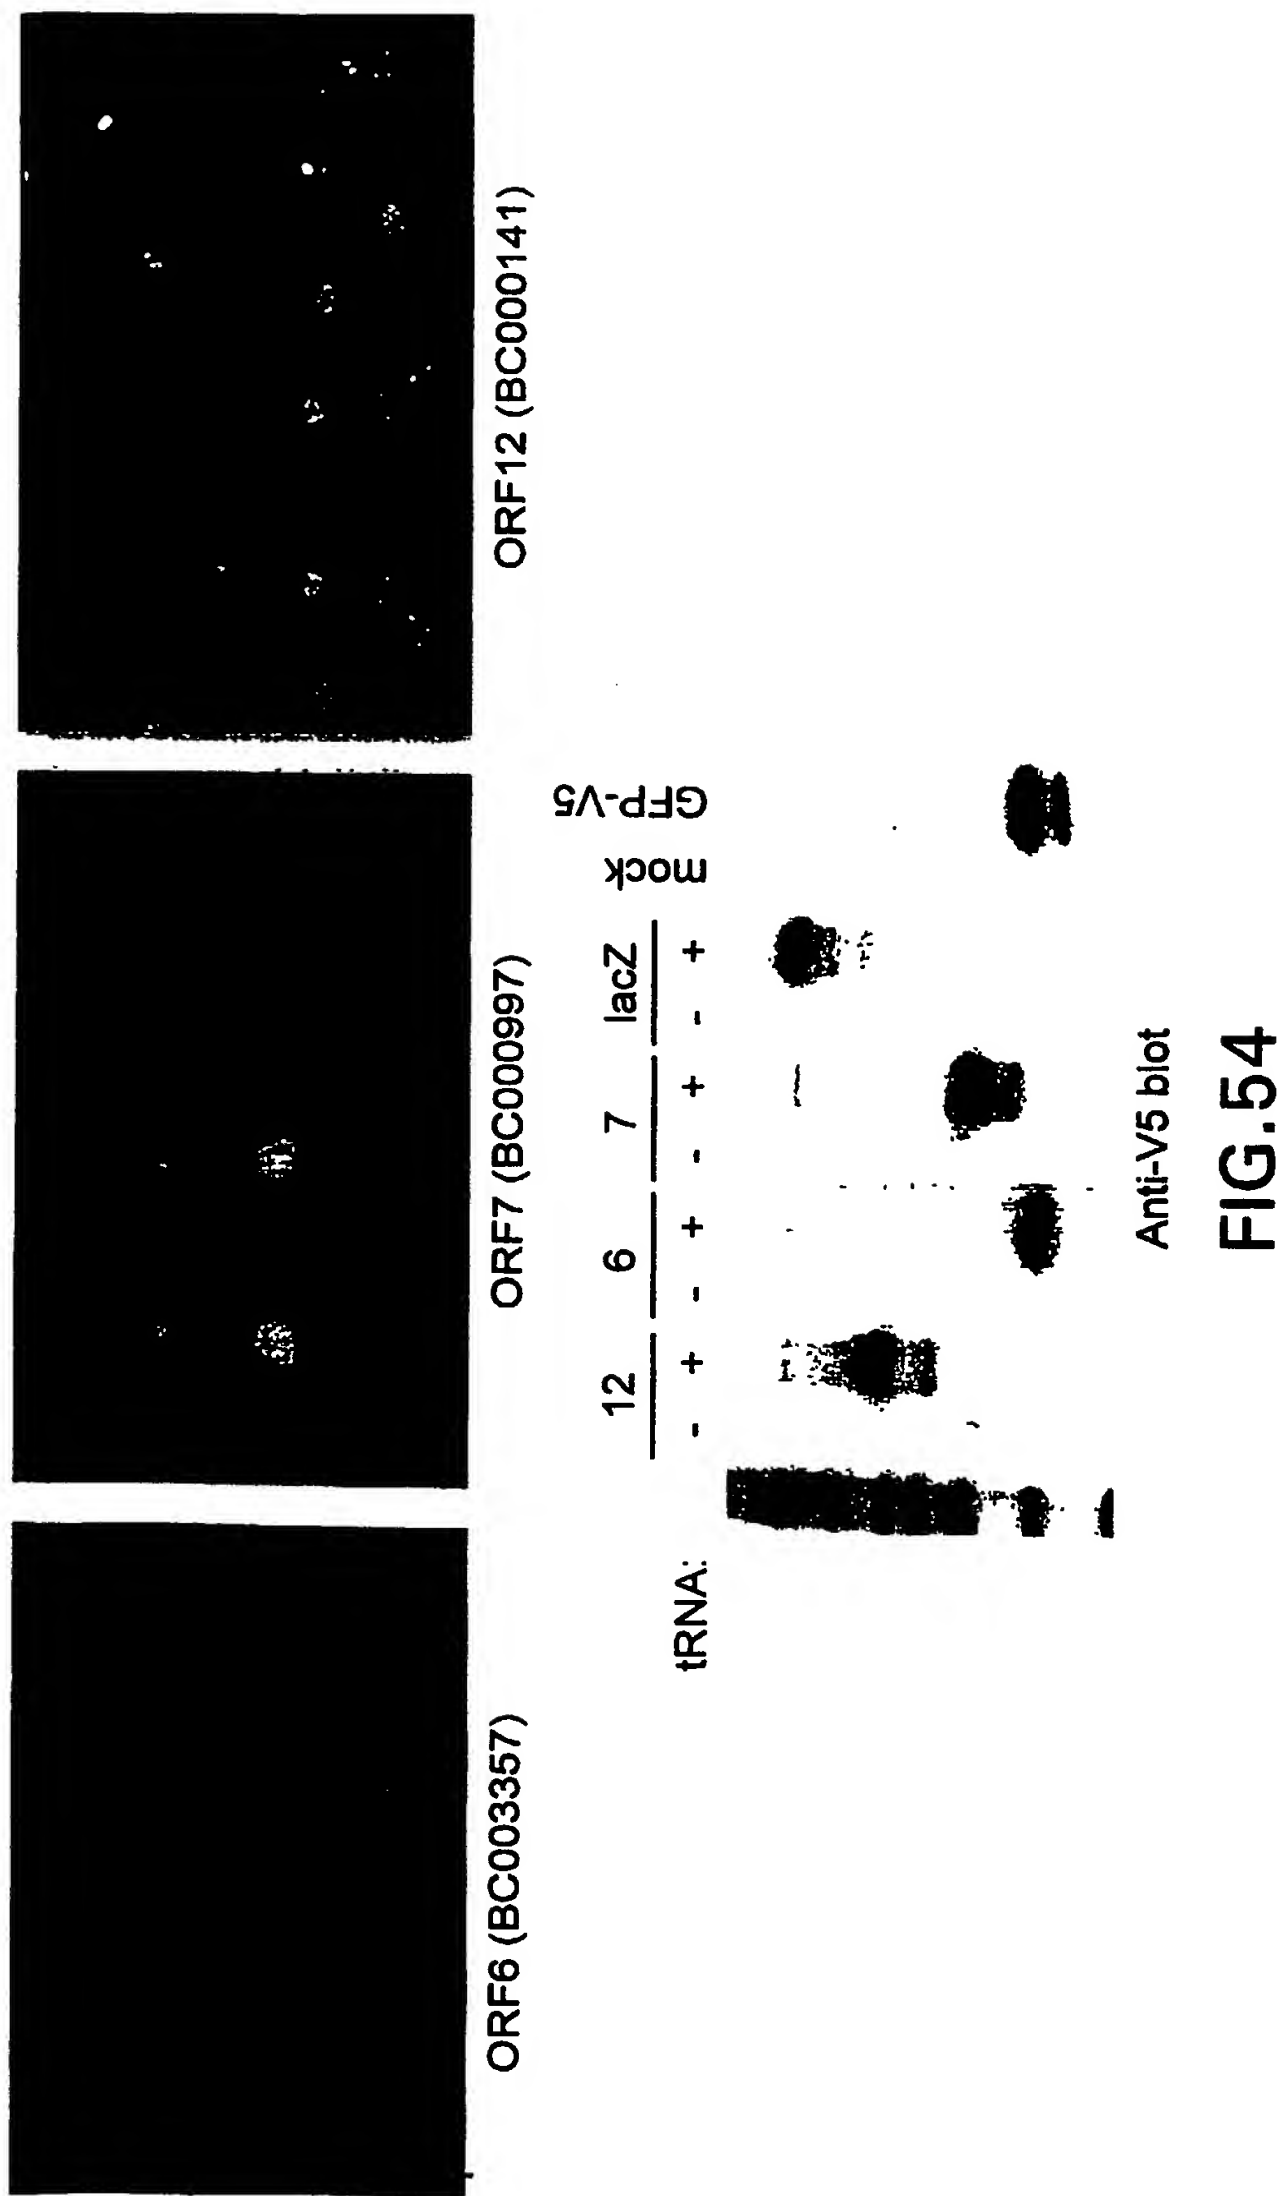 ORF6 (BC003357)
ORF7 (BC000997)
ORF12 (BC000141)
12 6 7 lacZ mock GFP-V5
tRNA: - + - + - + - +
Anti-V5 blot
FIG.54